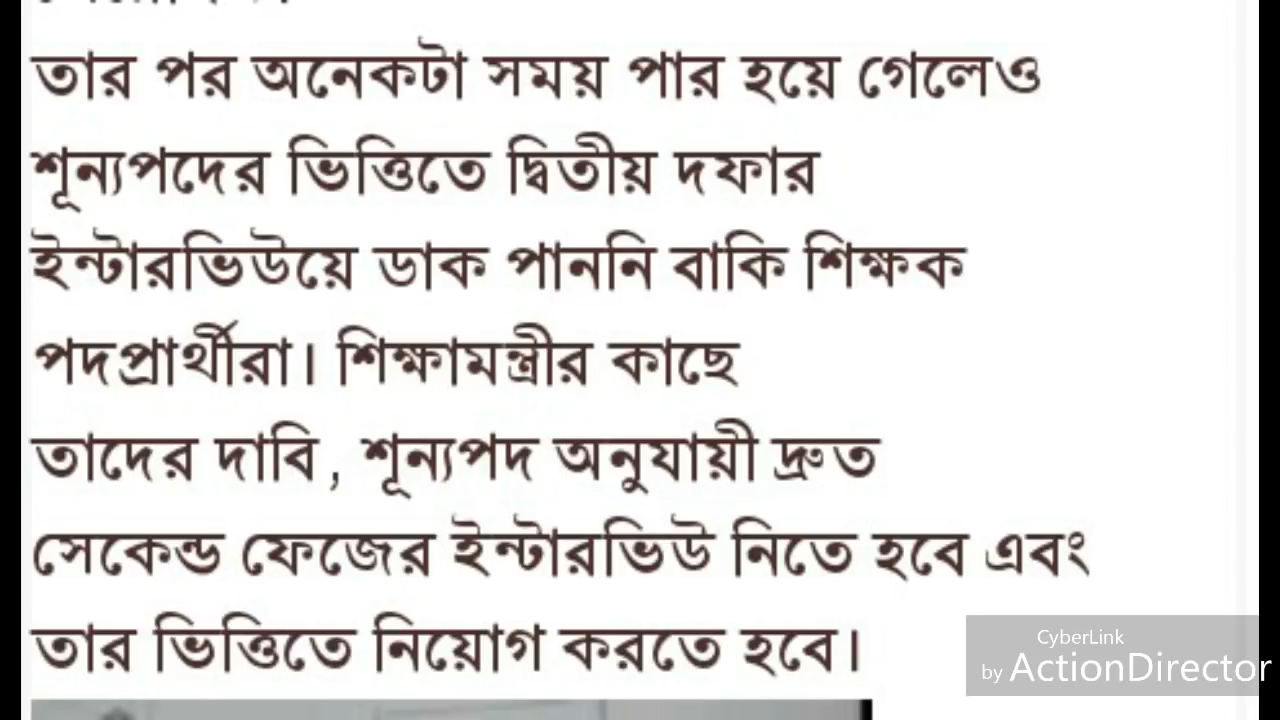 তার পর অনেকটা সময় পার হয়ে গেলেও
শূন্যপদের ভিত্তিতে দ্বিতীয় দফার
ইন্টারভিউয়ে ডাক পাননি বাকি শিক্ষক
পদপ্রার্থীরা। শিক্ষামন্ত্রীর কাছে
তাদের দাবি, শূন্যপদ অনুযায়ী দ্রুত
সেকেন্ড ফেজের ইন্টারভিউ নিতে হবে এবং
তার ভিত্তিতে নিয়োগ করতে হবে।
CyberLink
by ActionDirector